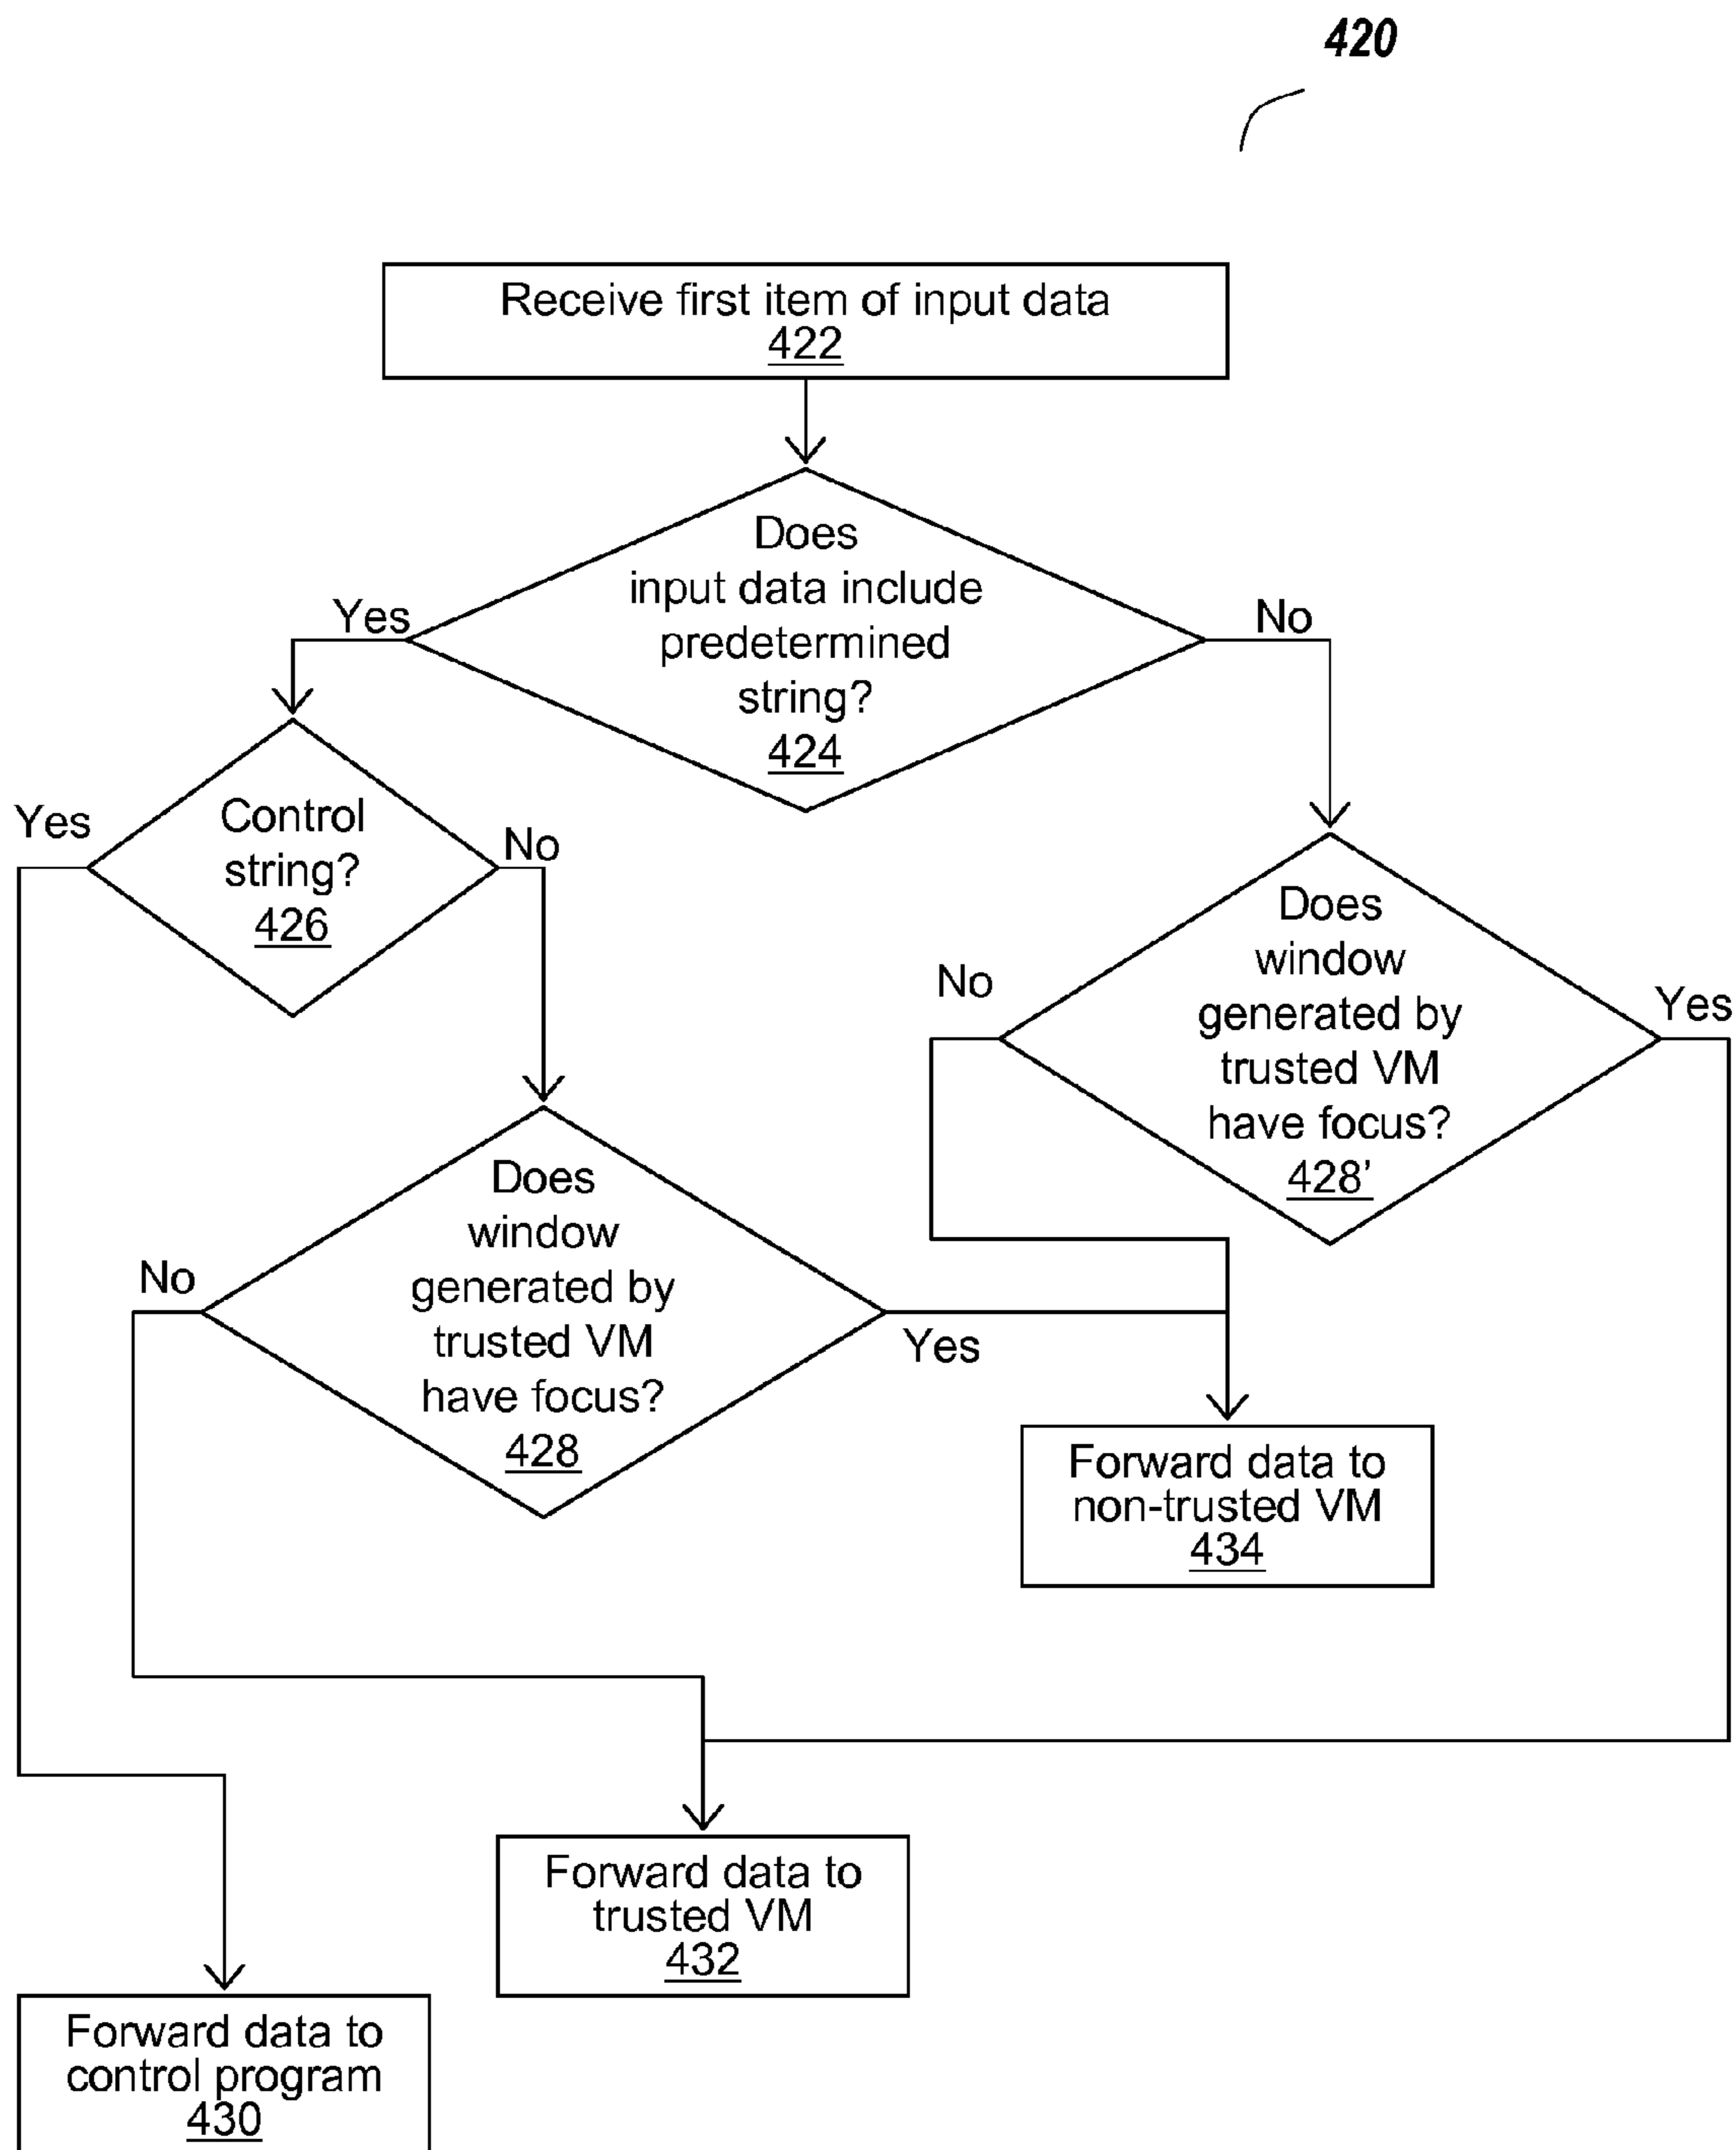 420
Receive first item of input data
422
Does
input data include
predetermined
string?
424
Yes
No
Control
string?
426
Yes
No
Does
window
generated by
trusted VM
have focus?
428'
No
Yes
Does
window
generated by
trusted VM
have focus?
428
No
Yes
Forward data to
non-trusted VM
434
Forward data to
trusted VM
432
Forward data to
control program
430